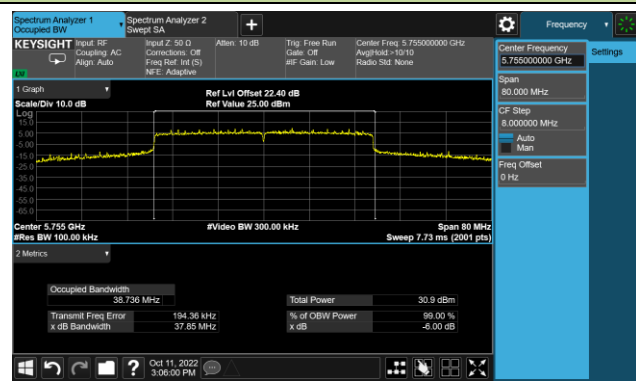 Spectrum Analyzer 1
Occupied BW
Spectrum Analyzer 2
Swept SA
Frequency
KEYSIGHT
Input: RF
Coupling: AC
Align: Auto
Input Z: 50 Ω
Corrections: Off
Freq Ref: Int (S)
NFE: Adaptive
Atten: 10 dB
Trig: Free Run
Gate: Off
#IF Gain: Low
Center Freq: 5.755000000 GHz
Avg|Hold:>10/10
Radio Std: None
Center Frequency
5.755000000 GHz
Settings
Span
80.000 MHz
CF Step
8.000000 MHz
Auto
Man
Freq Offset
0 Hz
1 Graph
Scale/Div 10.0 dB
Ref Lvl Offset 22.40 dB
Ref Value 25.00 dBm
Log
15.0
5.00
-5.00
-15.0
-25.0
-35.0
-45.0
-55.0
-65.0
Center 5.755 GHz
#Res BW 100.00 kHz
#Video BW 300.00 kHz
Span 80 MHz
Sweep 7.73 ms (2001 pts)
2 Metrics
Occupied Bandwidth
38.736 MHz
Total Power 30.9 dBm
Transmit Freq Error 194.36 kHz
% of OBW Power 99.00 %
x dB Bandwidth 37.85 MHz
x dB -6.00 dB
Oct 11, 2022
3:06:00 PM